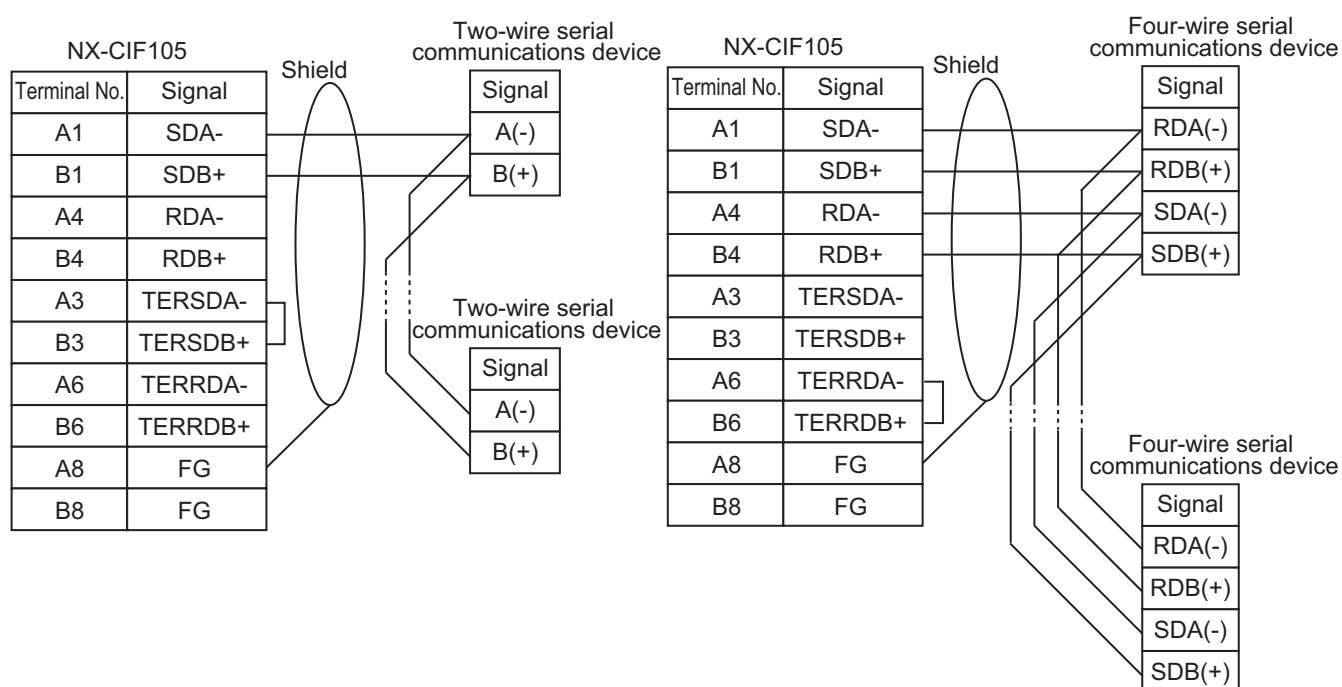 NX-CIF105
Shield
Two-wire serial
communications device
Terminal No. Signal
A1 SDA-
B1 SDB+
A4 RDA-
B4 RDB+
A3 TERSDA-
B3 TERSDB+
A6 TERRDA-
B6 TERRDB+
A8 FG
B8 FG
Signal
A(-)
B(+)
Two-wire serial
communications device
Signal
A(-)
B(+)
NX-CIF105
Shield
Four-wire serial
communications device
Terminal No. Signal
A1 SDA-
B1 SDB+
A4 RDA-
B4 RDB+
A3 TERSDA-
B3 TERSDB+
A6 TERRDA-
B6 TERRDB+
A8 FG
B8 FG
Signal
RDA(-)
RDB(+)
SDA(-)
SDB(+)
Four-wire serial
communications device
Signal
RDA(-)
RDB(+)
SDA(-)
SDB(+)